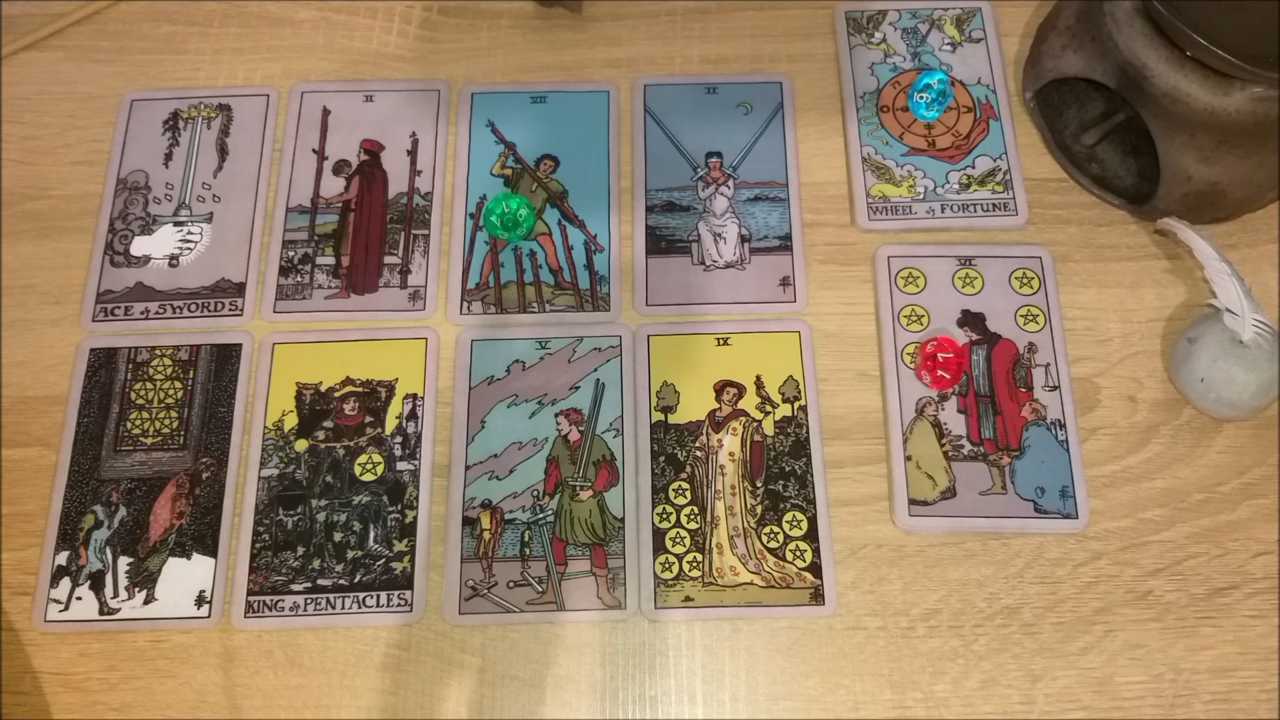 ACE of SWORDS.
II
VII
II
X
WHEEL of FORTUNE.
KING of PENTACLES.
V
IX
VI